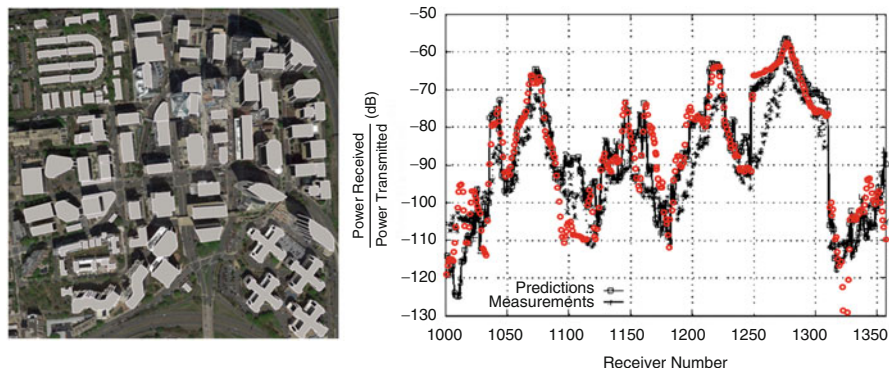 −50
−60
−70
−80
−90
−100
−110
−120
−130
Power Received
Power Transmitted
(dB)
Predictions
Measurements
1000 1050 1100 1150 1200 1250 1300 1350
Receiver Number